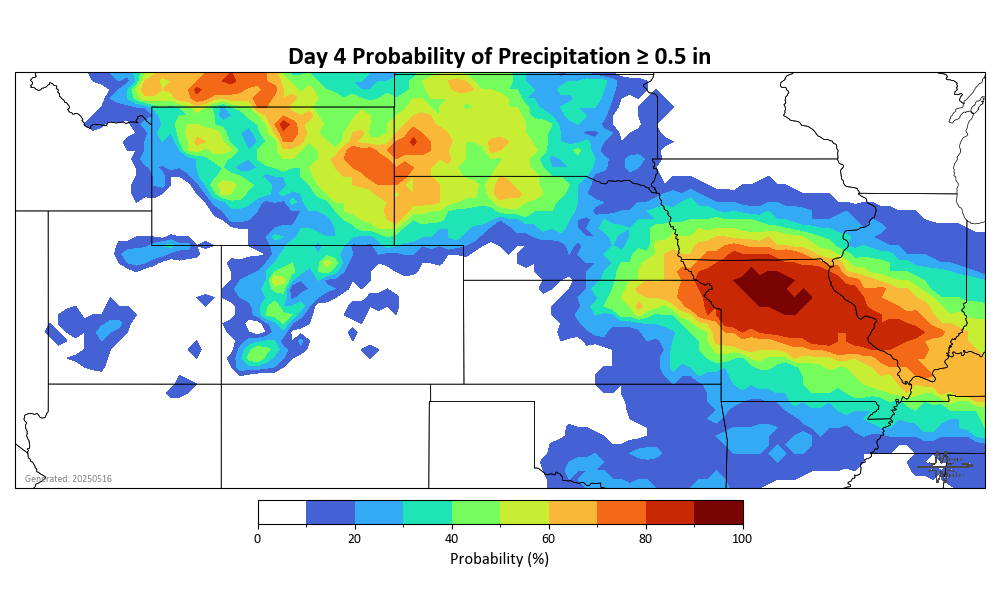 Day 4 Probability of Precipitation ≥ 0.5 in
Generated: 20250516
0 20 40 60 80 100
Probability (%)